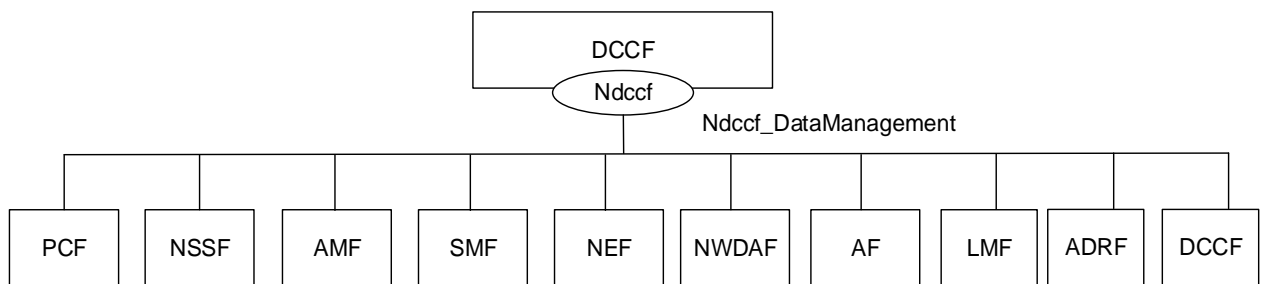 DCCF
Ndccf
Ndccf_DataManagement
PCF NSSF AMF SMF NEF NWDAF AF LMF ADRF DCCF